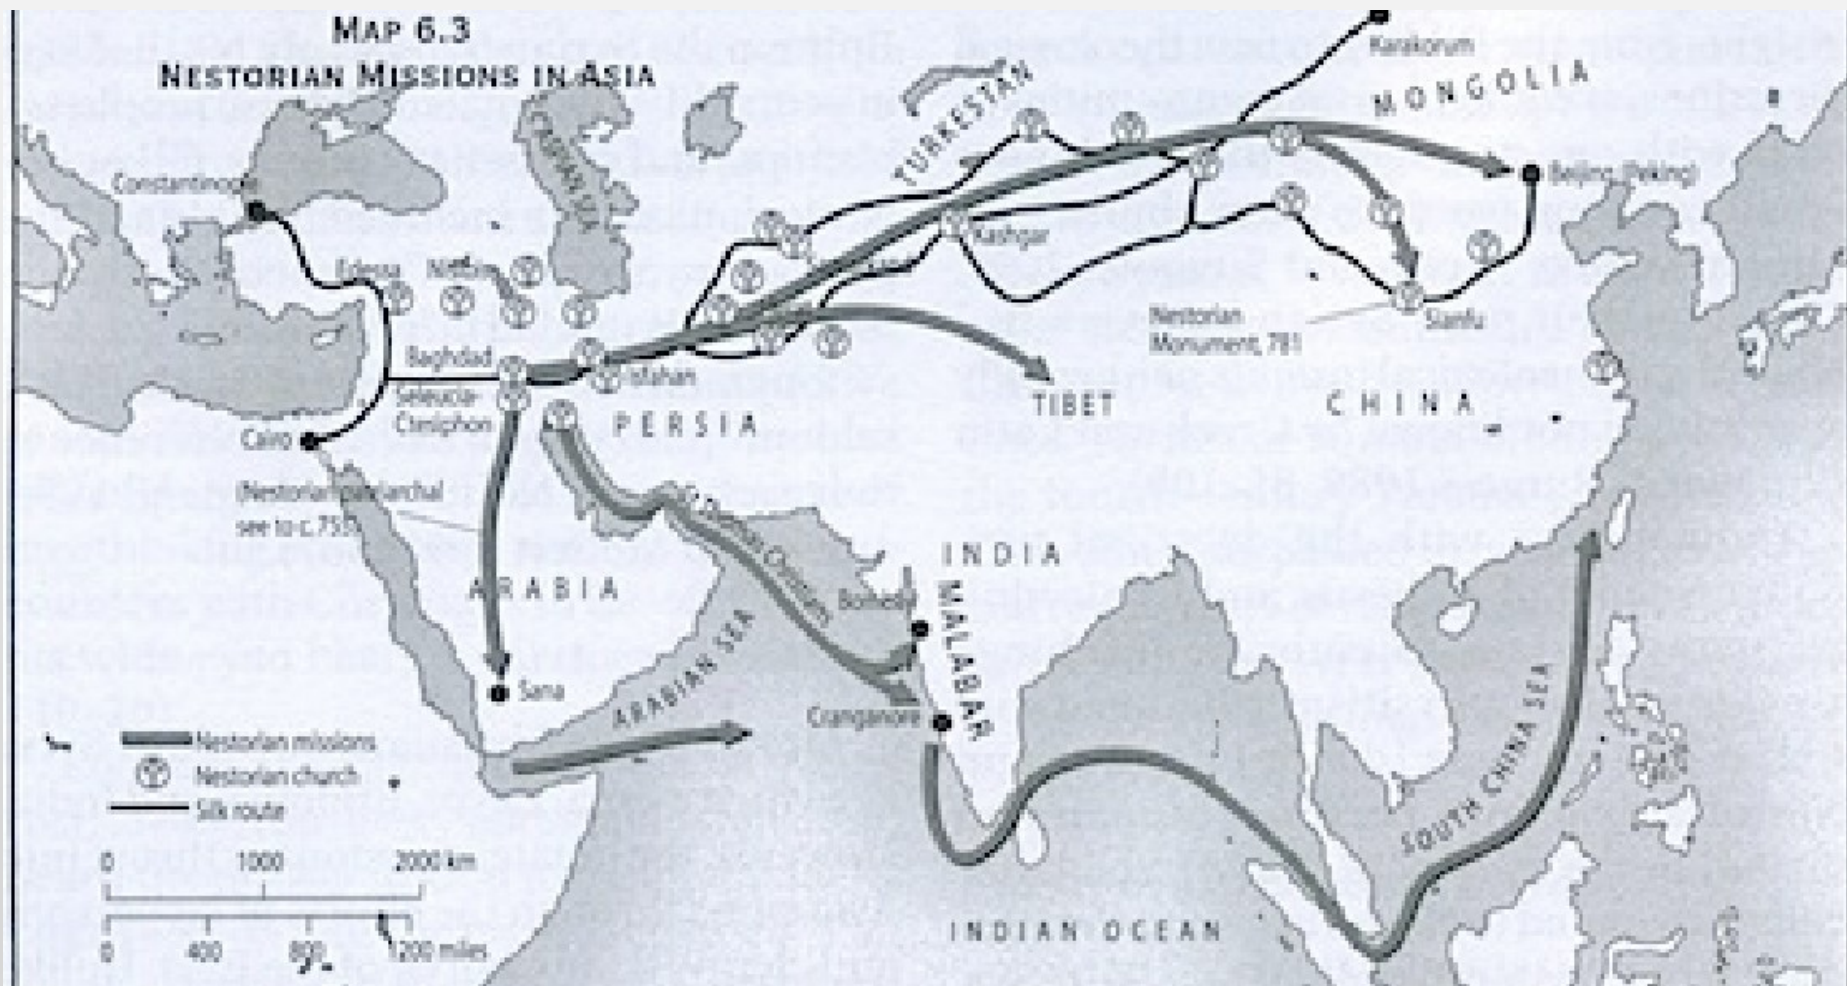 MAP 6.3
NESTORIAN MISSIONS IN ASIA
Karakorum
MONGOLIA
TURKESTAN
CASPIAN SEA
Constantinople
Beijing (Peking)
Kashgar
Edessa
Nisibis
Nestorian
Monument, 781
Sianfu
Baghdad
Isfahan
Seleucia-
Ctesiphon
PERSIA
TIBET
CHINA
Cairo
(Nestorian patriarchal
see to c.755)
INDIA
ARABIA
Bombay
MALABAR
Sana
ARABIAN SEA
Cranganore
SOUTH CHINA SEA
Nestorian missions
Nestorian church
Silk route
0 1000 2000 km
0 400 800 1200 miles
INDIAN OCEAN